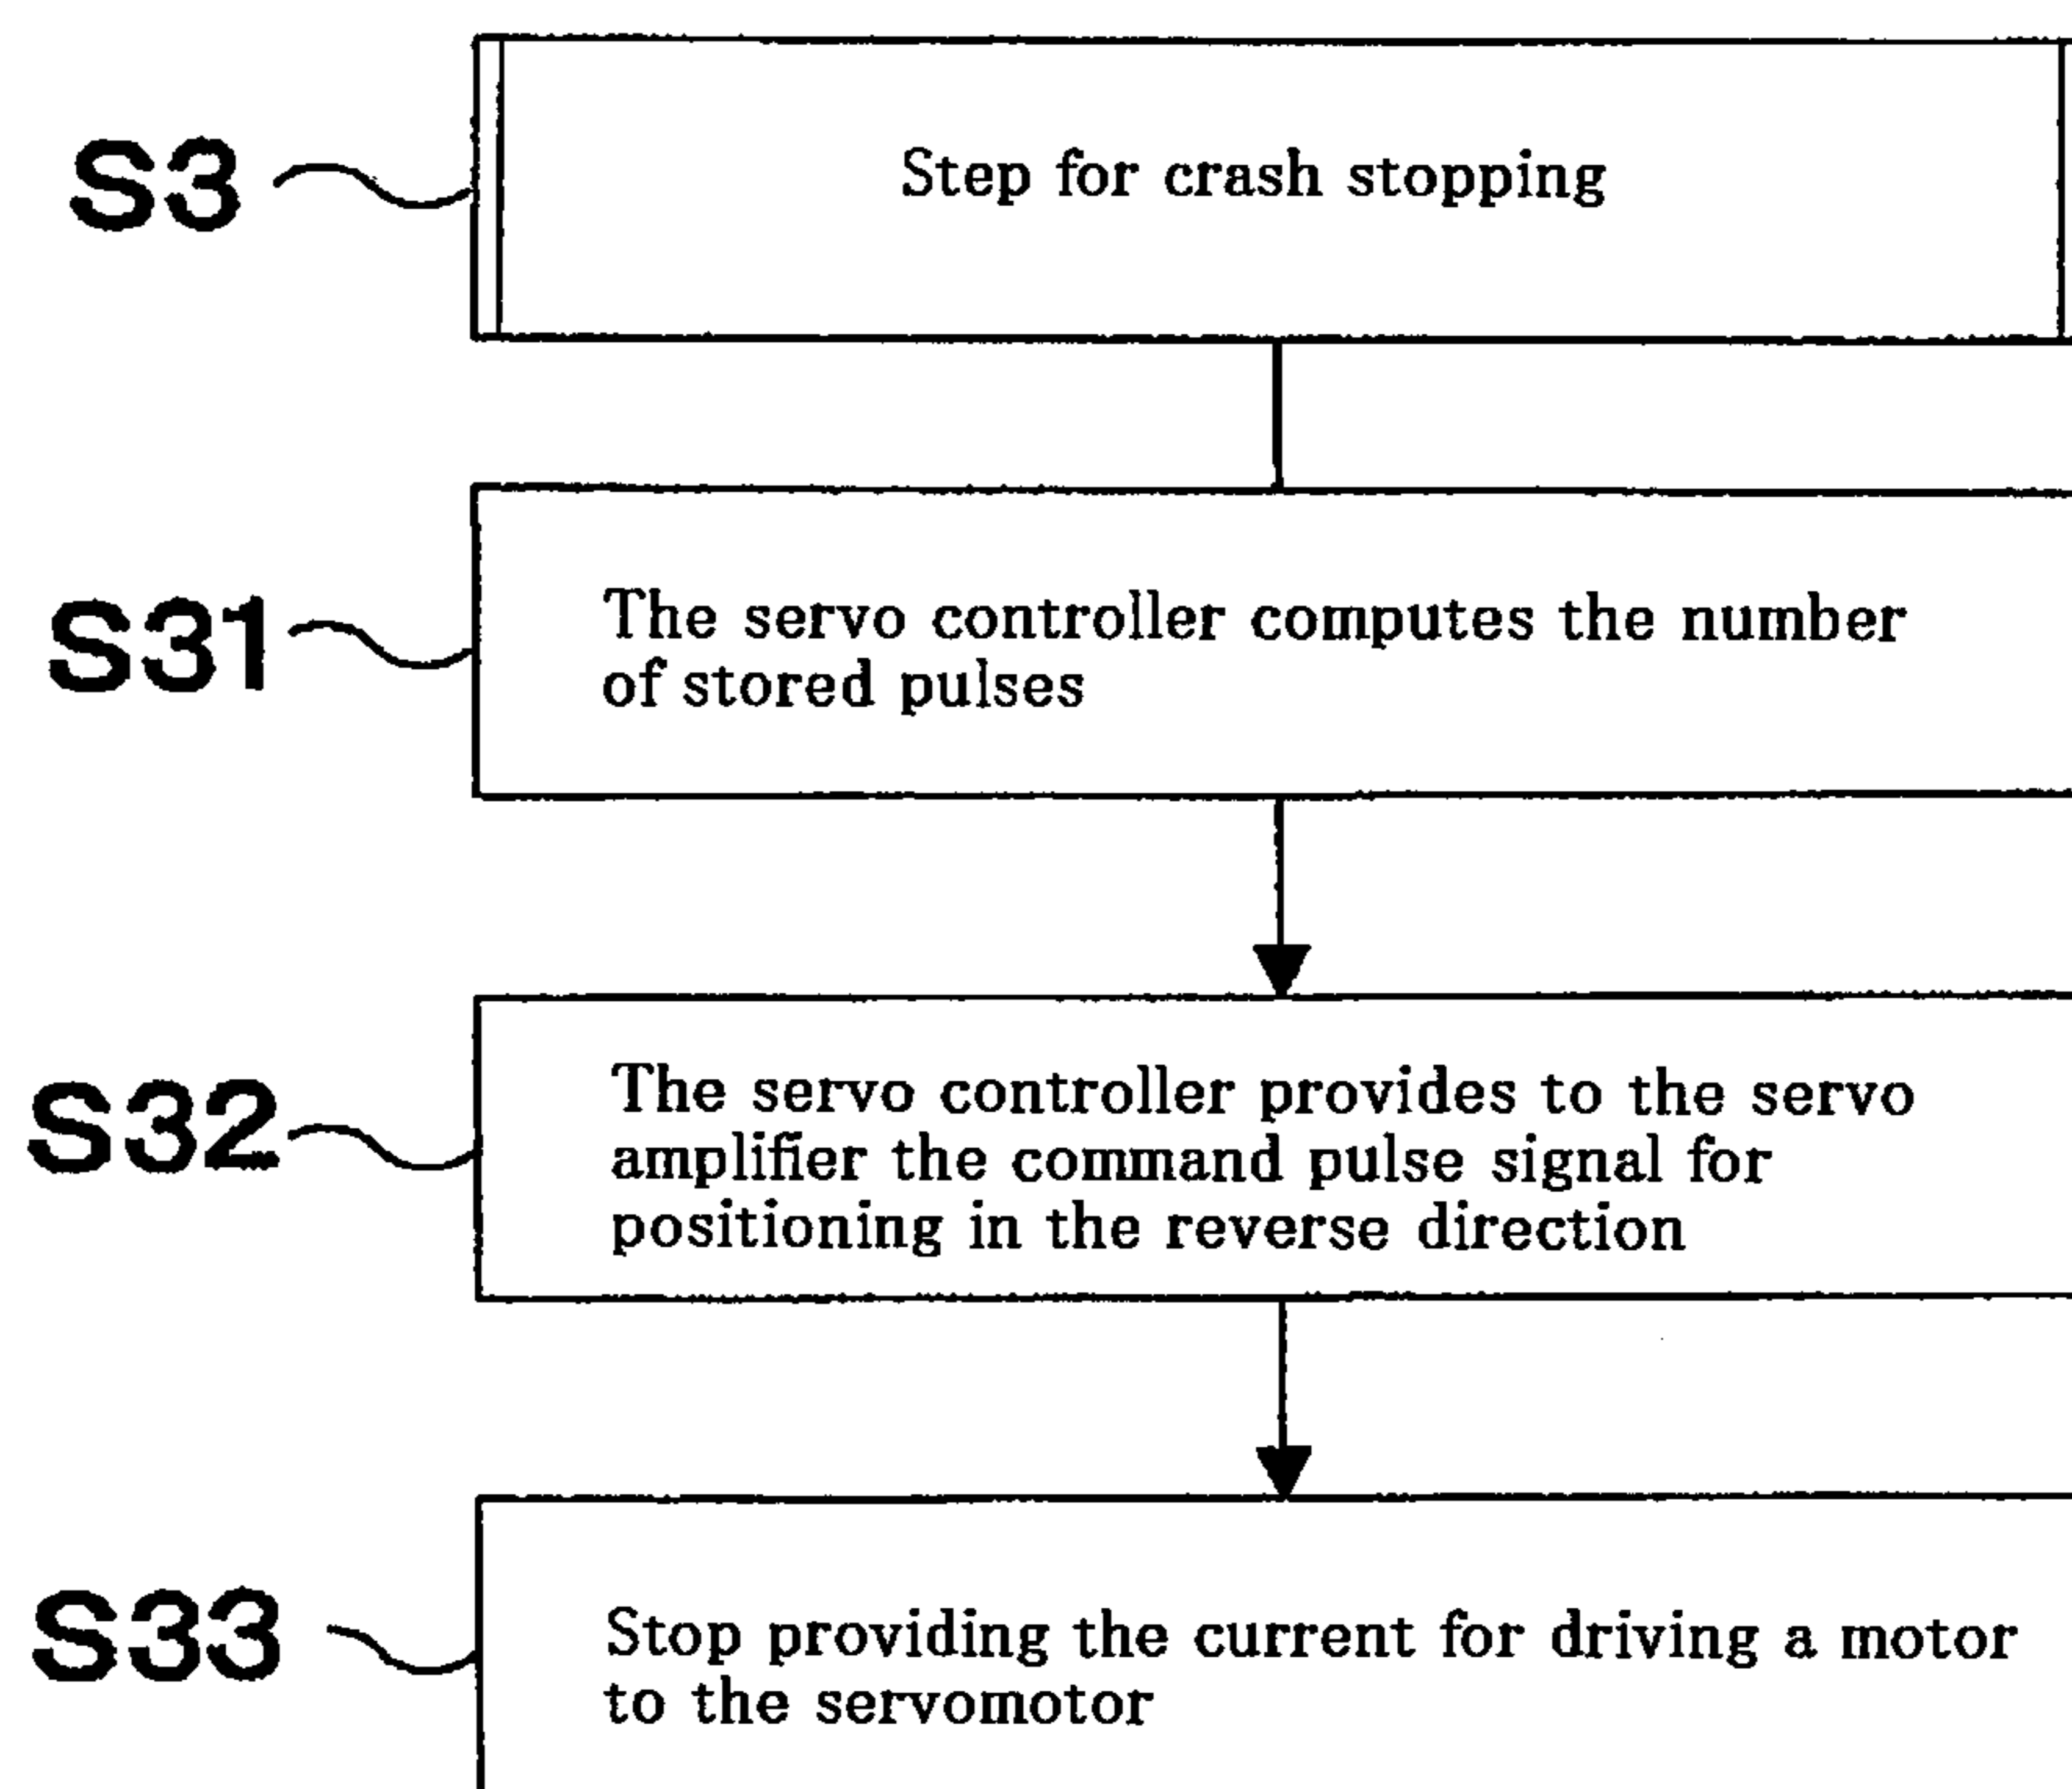 S3
Step for crash stopping
S31
The servo controller computes the number
of stored pulses
S32
The servo controller provides to the servo
amplifier the command pulse signal for
positioning in the reverse direction
S33
Stop providing the current for driving a motor
to the servomotor